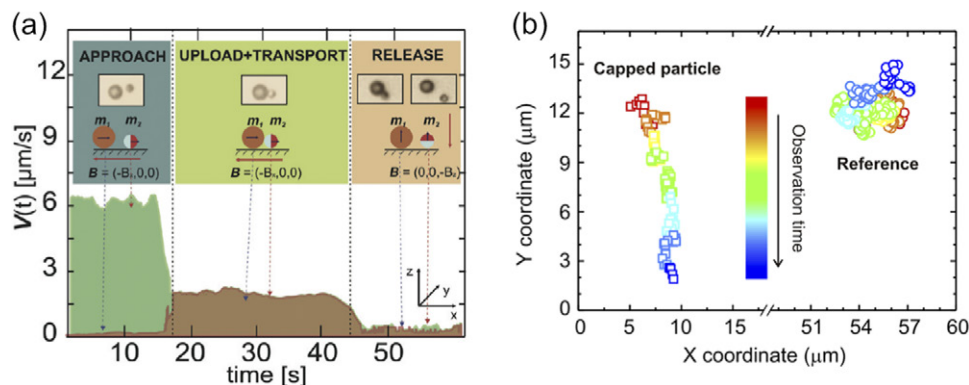 (a)
APPROACH
UPLOAD+TRANSPORT
RELEASE
m₁ m₂
m₁ m₂
m₁ m₂
B = (-Bₓ,0,0)
B = (-Bₓ,0,0)
B = (0,0,-B_z)
V(t) [μm/s]
12
9
6
3
0
10 20 30 40 50
time [s]
z
y
x
(b)
Capped particle
Reference
Observation time
Y coordinate (μm)
15
12
9
6
3
0
0 5 10 15 51 54 57 60
X coordinate (μm)